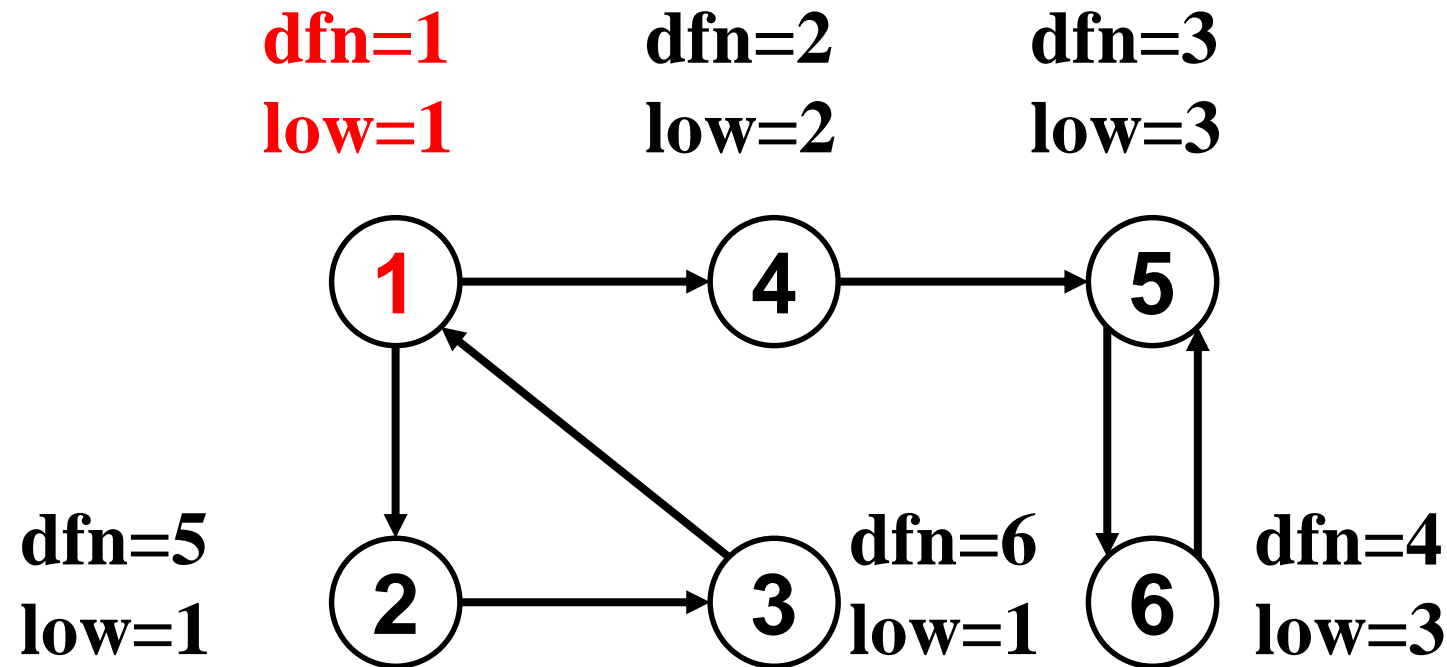 dfn=1 dfn=2 dfn=3
low=1 low=2 low=3
1 4 5
dfn=5 dfn=6 dfn=4
2 3 6
low=1 low=1 low=3